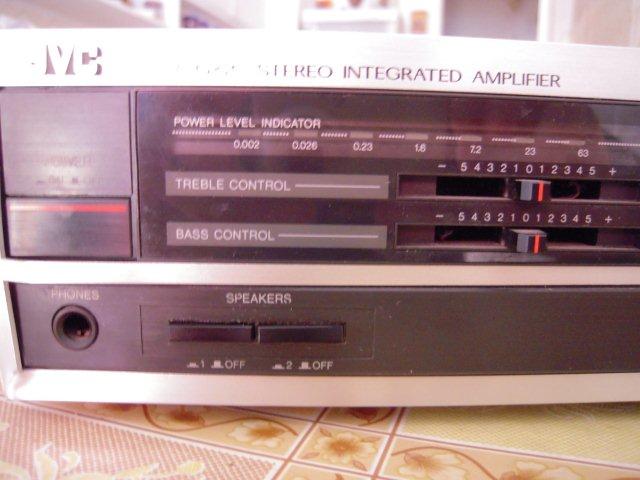 JVC
STEREO INTEGRATED AMPLIFIER
POWER LEVEL INDICATOR
0.002 0.026 0.23 1.6 7.2 23 63
POWER
OFF
− 5 4 3 2 1 0 1 2 3 4 5 +
TREBLE CONTROL
− 5 4 3 2 1 0 1 2 3 4 5 +
BASS CONTROL
PHONES
SPEAKERS
1 OFF 2 OFF